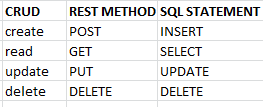 CRUD REST METHOD SQL STATEMENT
create POST INSERT
read GET SELECT
update PUT UPDATE
delete DELETE DELETE